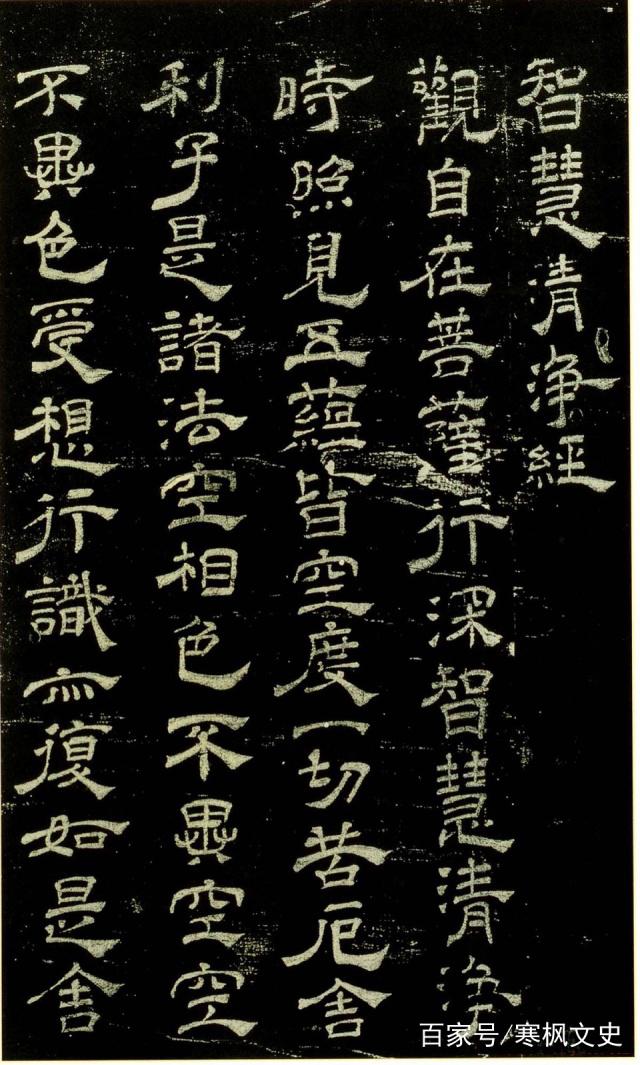 智慧清净經
觀自在菩薩行深智慧清净
時照見五蘊皆空度一切苦厄舍
利子是諸法空相色不異空空
不異色受想行識亦復如是舍
百家号/寒枫文史